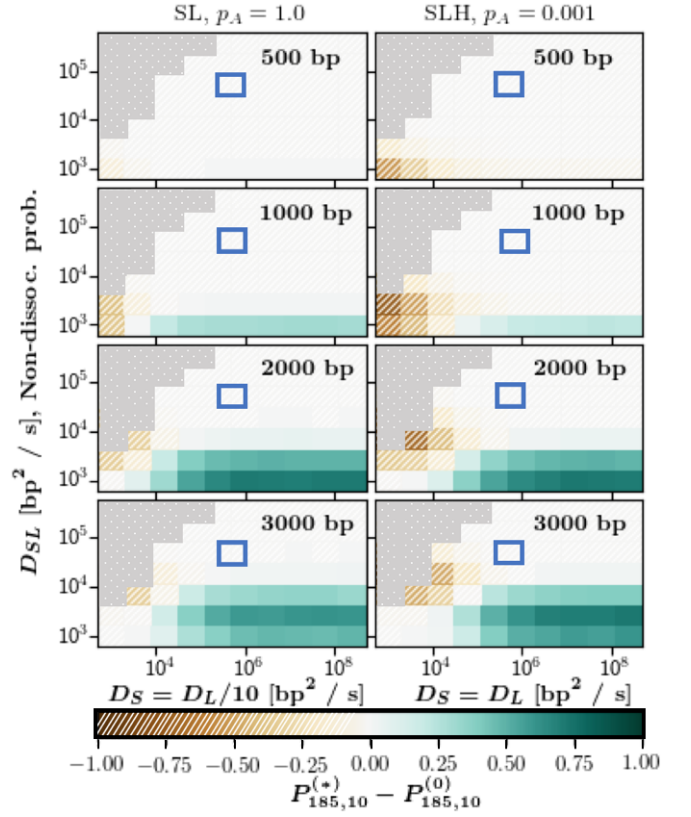 SL, p_A = 1.0
SLH, p_A = 0.001
500 bp
500 bp
10^5
10^4
10^3
1000 bp
1000 bp
10^5
10^4
10^3
2000 bp
2000 bp
10^5
10^4
10^3
3000 bp
3000 bp
10^5
10^4
10^3
D_SL [bp^2 / s], Non-dissoc. prob.
10^4 10^6 10^8 10^4 10^6 10^8
D_S = D_L/10 [bp^2 / s]
D_S = D_L [bp^2 / s]
−1.00 −0.75 −0.50 −0.25 0.00 0.25 0.50 0.75 1.00
P^(*)_185,10 − P^(0)_185,10